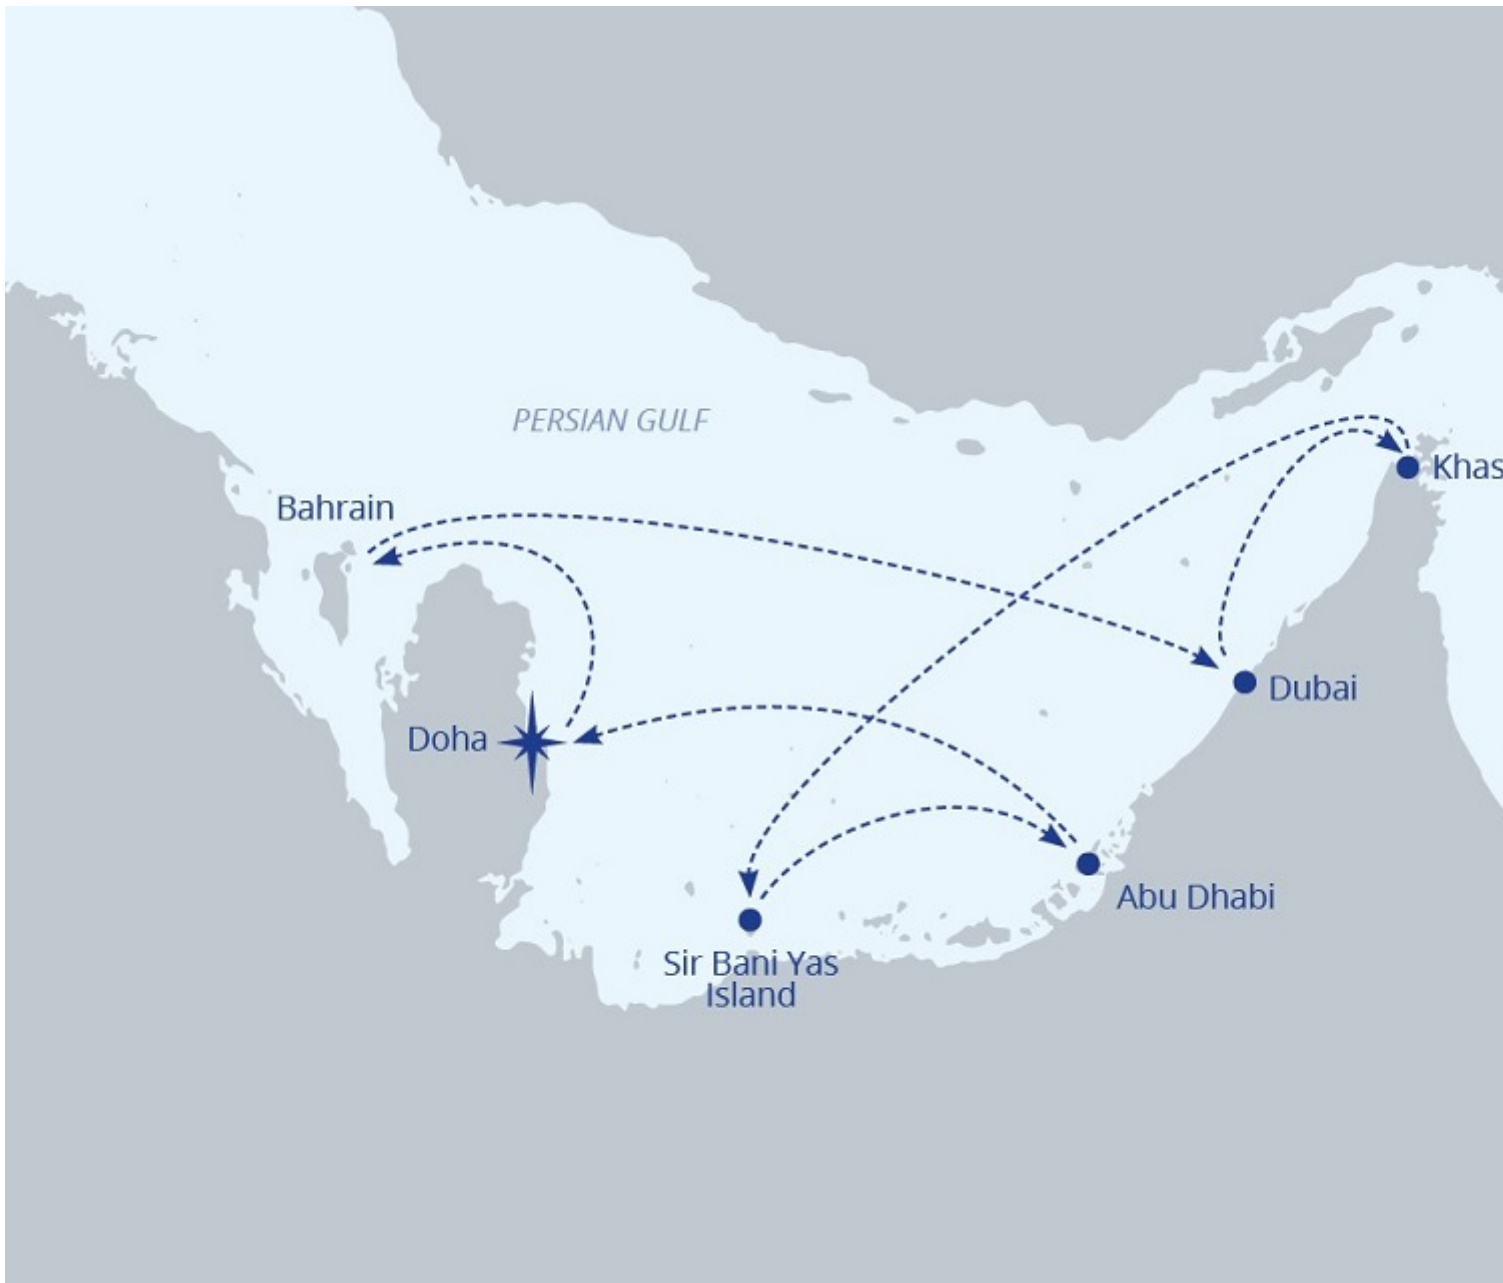 PERSIAN GULF
Khas
Bahrain
Dubai
Doha
Abu Dhabi
Sir Bani Yas
Island